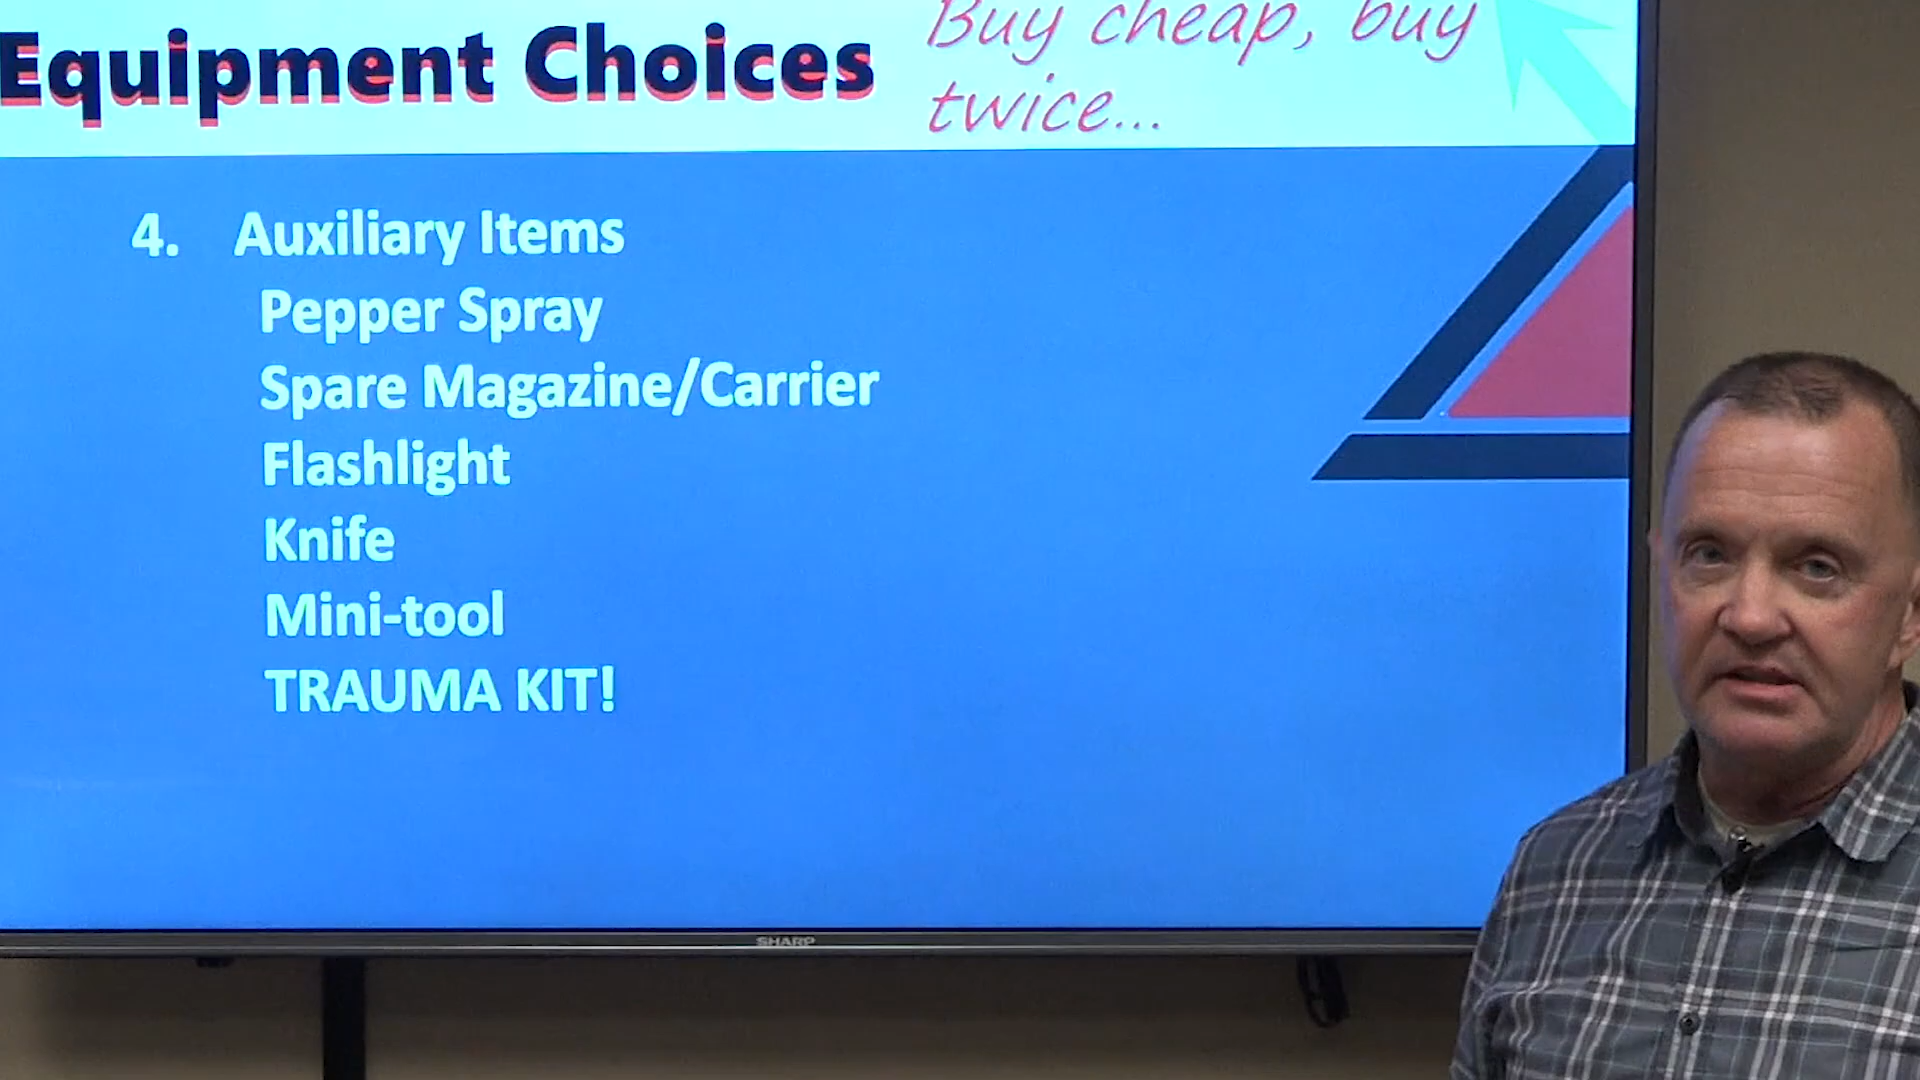 Equipment Choices
Buy cheap, buy
twice...
4. Auxiliary Items
Pepper Spray
Spare Magazine/Carrier
Flashlight
Knife
Mini-tool
TRAUMA KIT!
SHARP